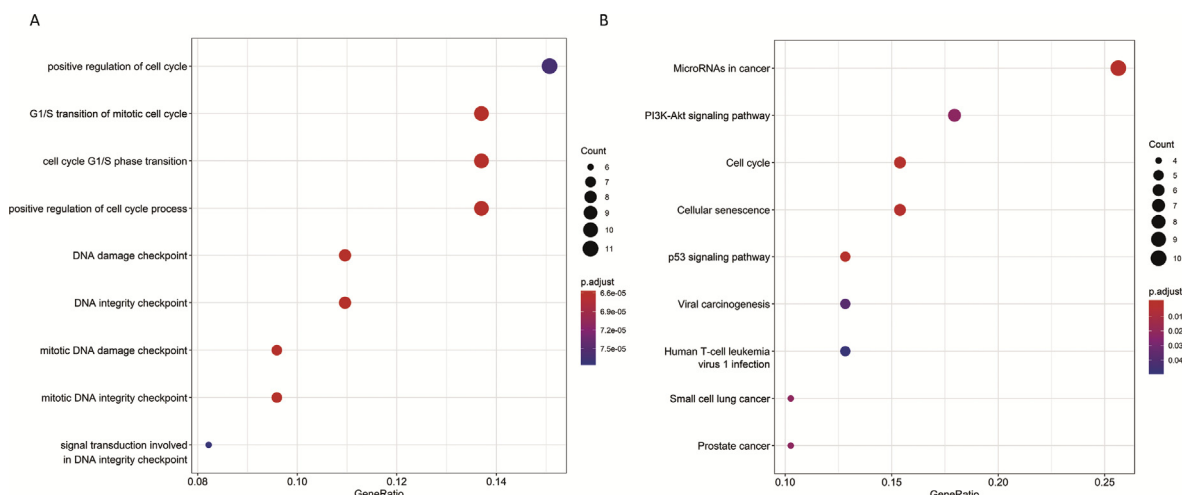 A
positive regulation of cell cycle
G1/S transition of mitotic cell cycle
cell cycle G1/S phase transition
positive regulation of cell cycle process
DNA damage checkpoint
DNA integrity checkpoint
mitotic DNA damage checkpoint
mitotic DNA integrity checkpoint
signal transduction involved
in DNA integrity checkpoint
0.08 0.10 0.12 0.14
GeneRatio
Count
6
7
8
9
10
11
p.adjust
6.6e-05
6.9e-05
7.2e-05
7.5e-05
B
MicroRNAs in cancer
PI3K-Akt signaling pathway
Cell cycle
Cellular senescence
p53 signaling pathway
Viral carcinogenesis
Human T-cell leukemia
virus 1 infection
Small cell lung cancer
Prostate cancer
0.10 0.15 0.20 0.25
GeneRatio
Count
4
5
6
7
8
9
10
p.adjust
0.01
0.02
0.03
0.04